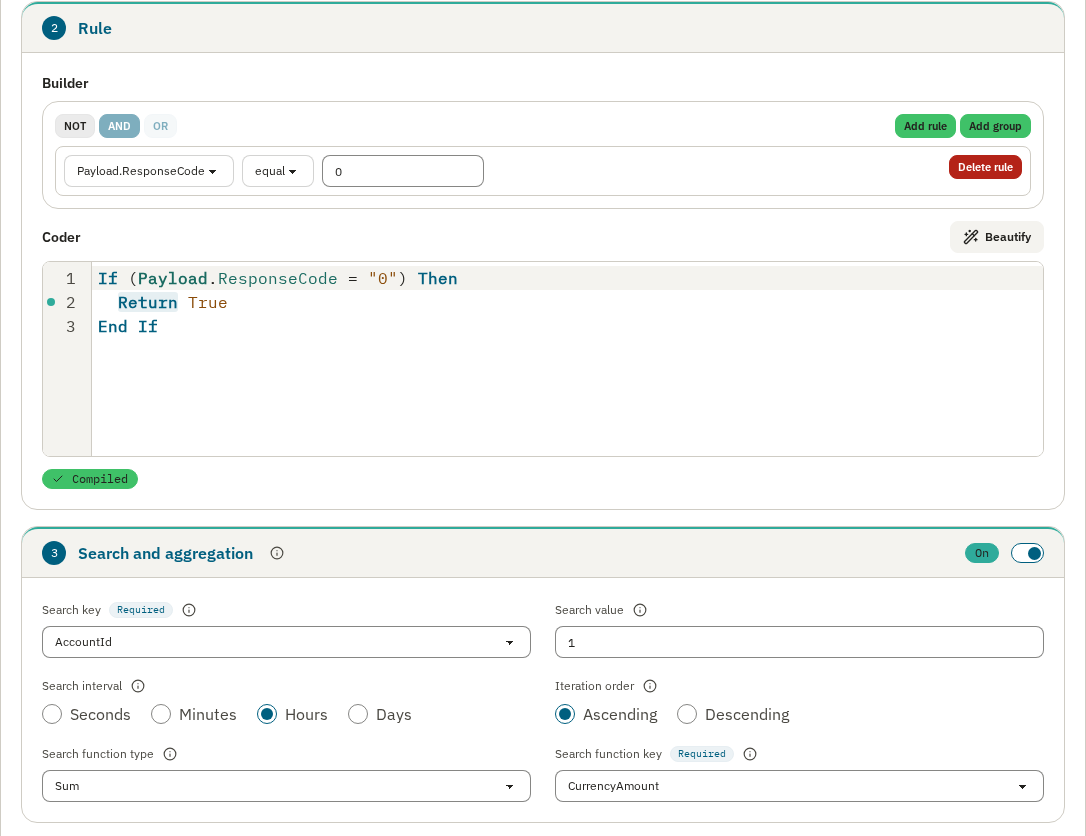 2 Rule
Builder
NOT AND OR Add rule Add group
Payload.ResponseCode equal 0 Delete rule
Coder Beautify
1 If (Payload.ResponseCode = "0") Then
2 Return True
3 End If
Compiled
3 Search and aggregation On
Search key Required Search value
AccountId 1
Search interval Iteration order
Seconds Minutes Hours Days Ascending Descending
Search function type Search function key Required
Sum CurrencyAmount